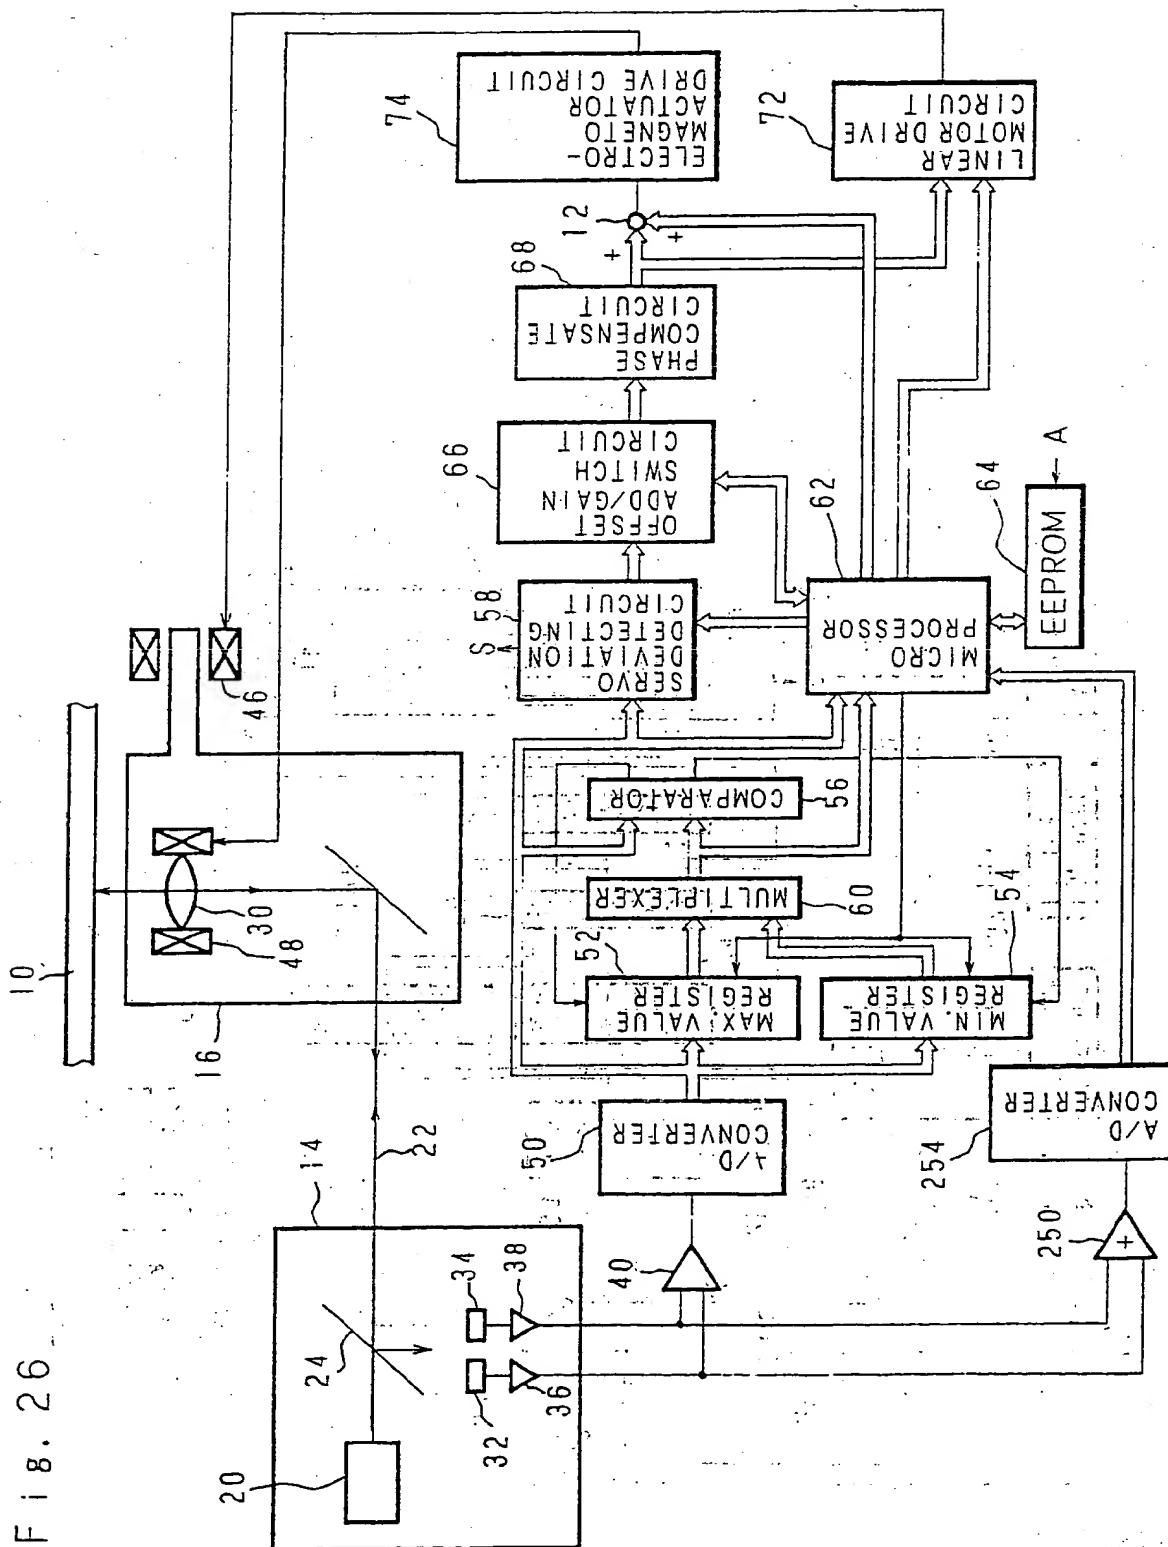 Fig. 26
10
16
48
30
46
14
20
24
22
32
34
36
38
40
50
A/D
CONVERTER
52
MAX. VALUE
REGISTER
MIN. VALUE
REGISTER
54
MULTIPLEXER
60
COMPARATOR
56
SERVO
DEVIATION
DETECTING
CIRCUIT
S
58
OFFSET
ADD/GAIN
SWITCH
CIRCUIT
66
PHASE
COMPENSATE
CIRCUIT
68
+
+
12
ELECTRO-
MAGNETO
ACTUATOR
DRIVE CIRCUIT
74
LINEAR
MOTOR DRIVE
CIRCUIT
72
MICRO
PROCESSOR
62
EEPROM
64
A
A/D
CONVERTER
254
+
250